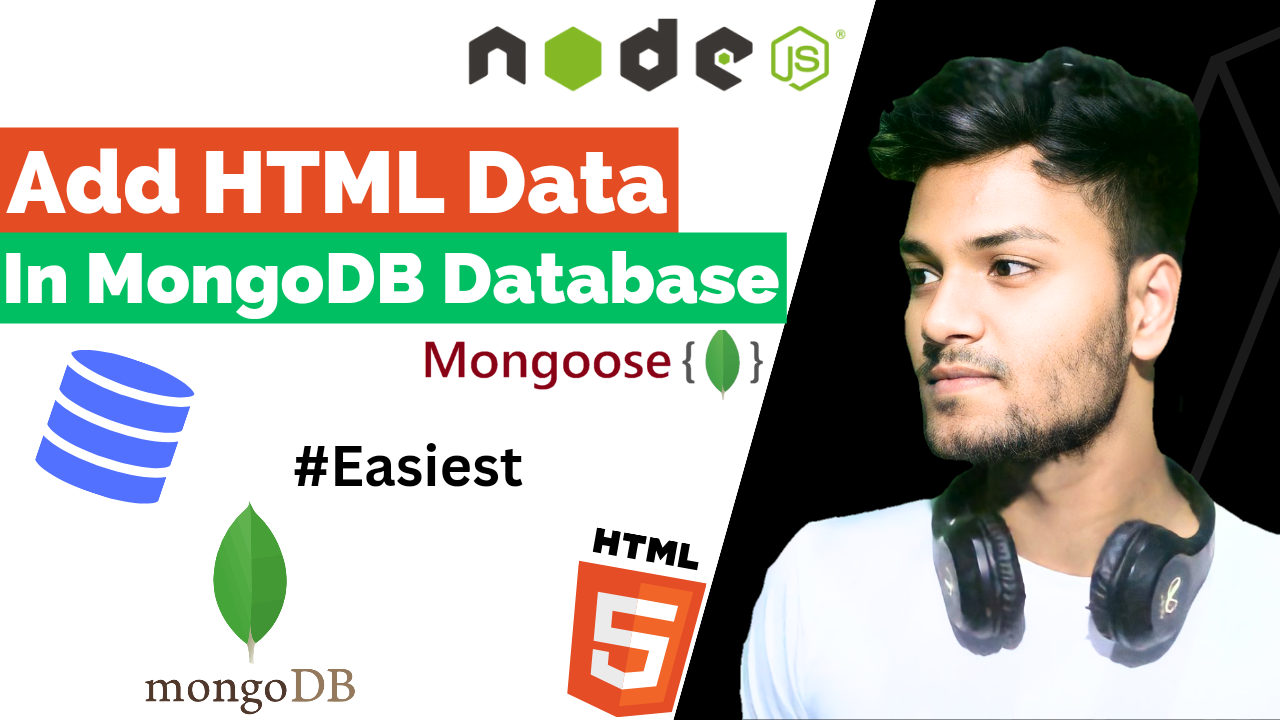 node JS ®
Add HTML Data
In MongoDB Database
Mongoose { }
#Easiest
HTML
5
mongoDB